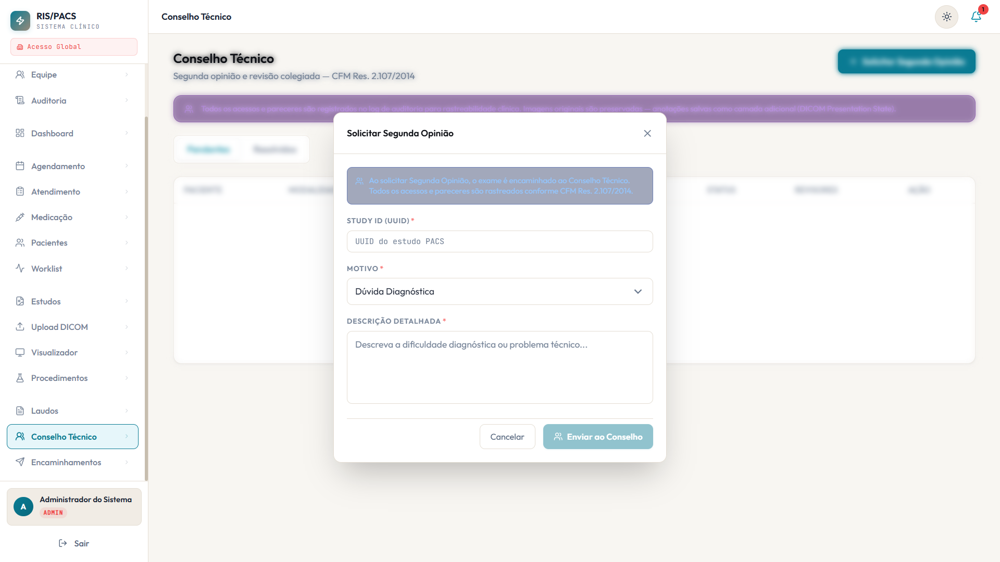 RIS/PACS
SISTEMA CLÍNICO
Acesso Global
Equipe
Auditoria
Dashboard
Agendamento
Atendimento
Medicação
Pacientes
Worklist
Estudos
Upload DICOM
Visualizador
Procedimentos
Laudos
Conselho Técnico
Encaminhamentos
A
Administrador do Sistema
ADMIN
Sair
Conselho Técnico
1
Conselho Técnico
Segunda opinião e revisão colegiada — CFM Res. 2.107/2014
Solicitar Segunda Opinião
Todos os acessos e pareceres são registrados no log de auditoria para rastreabilidade clínica. Imagens originais são preservadas — anotações salvas como camada adicional (DICOM Presentation State).
Pendentes
Resolvidos
PACIENTE
STATUS
REVISORES
AÇÃO
Solicitar Segunda Opinião
Ao solicitar Segunda Opinião, o exame é encaminhado ao Conselho Técnico.
Todos os acessos e pareceres são rastreados conforme CFM Res. 2.107/2014.
STUDY ID (UUID) *
UUID do estudo PACS
MOTIVO *
Dúvida Diagnóstica
DESCRIÇÃO DETALHADA *
Descreva a dificuldade diagnóstica ou problema técnico...
Cancelar
Enviar ao Conselho